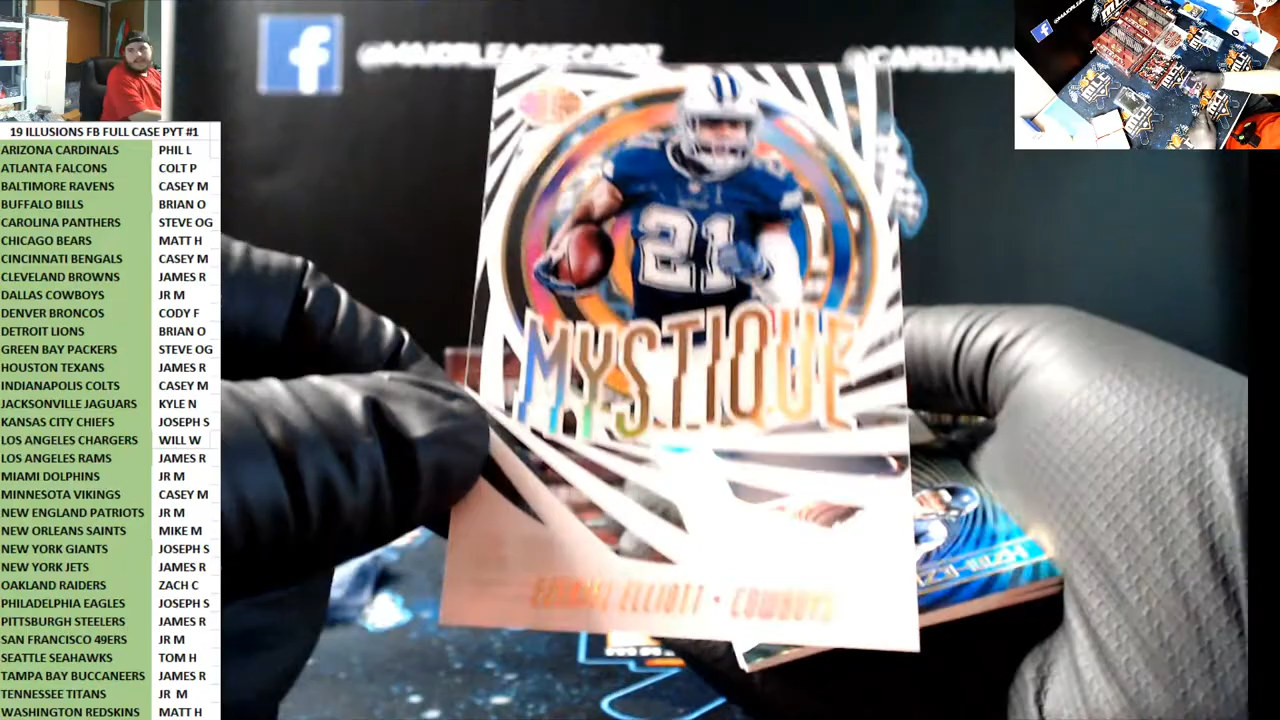 @MAJORLEAGUECARDZ
19 ILLUSIONS FB FULL CASE PYT #1
ARIZONA CARDINALS PHIL L
ATLANTA FALCONS COLT P
BALTIMORE RAVENS CASEY M
BUFFALO BILLS BRIAN O
CAROLINA PANTHERS STEVE OG
CHICAGO BEARS MATT H
CINCINNATI BENGALS CASEY M
CLEVELAND BROWNS JAMES R
DALLAS COWBOYS JR M
DENVER BRONCOS CODY F
DETROIT LIONS BRIAN O
GREEN BAY PACKERS STEVE OG
HOUSTON TEXANS JAMES R
INDIANAPOLIS COLTS CASEY M
JACKSONVILLE JAGUARS KYLE N
KANSAS CITY CHIEFS JOSEPH S
LOS ANGELES CHARGERS WILL W
LOS ANGELES RAMS JAMES R
MIAMI DOLPHINS JR M
MINNESOTA VIKINGS CASEY M
NEW ENGLAND PATRIOTS JR M
NEW ORLEANS SAINTS MIKE M
NEW YORK GIANTS JOSEPH S
NEW YORK JETS JAMES R
OAKLAND RAIDERS ZACH C
PHILADELPHIA EAGLES JOSEPH S
PITTSBURGH STEELERS JAMES R
SAN FRANCISCO 49ERS JR M
SEATTLE SEAHAWKS TOM H
TAMPA BAY BUCCANEERS JAMES R
TENNESSEE TITANS JR M
WASHINGTON REDSKINS MATT H
@CARDZMAN
21
MYSTIQUE
EZEKIEL ELLIOTT • COWBOYS